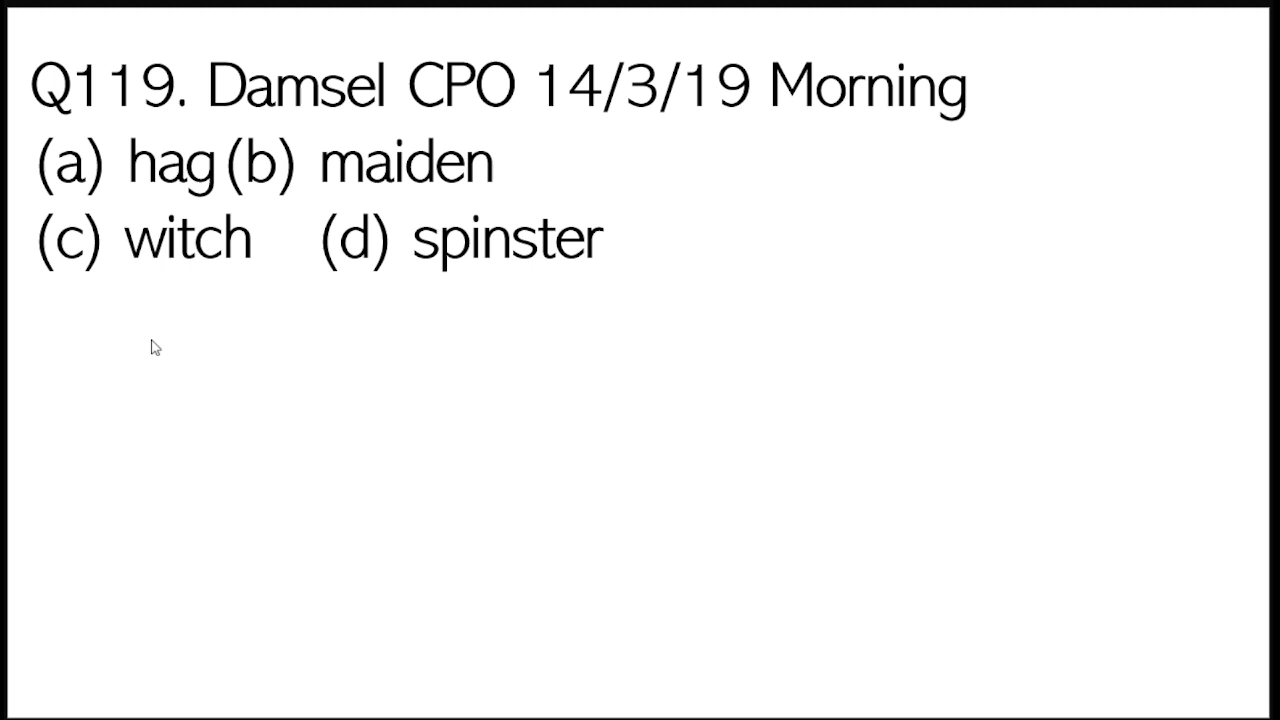 Q119. Damsel CPO 14/3/19 Morning
(a) hag (b) maiden
(c) witch (d) spinster